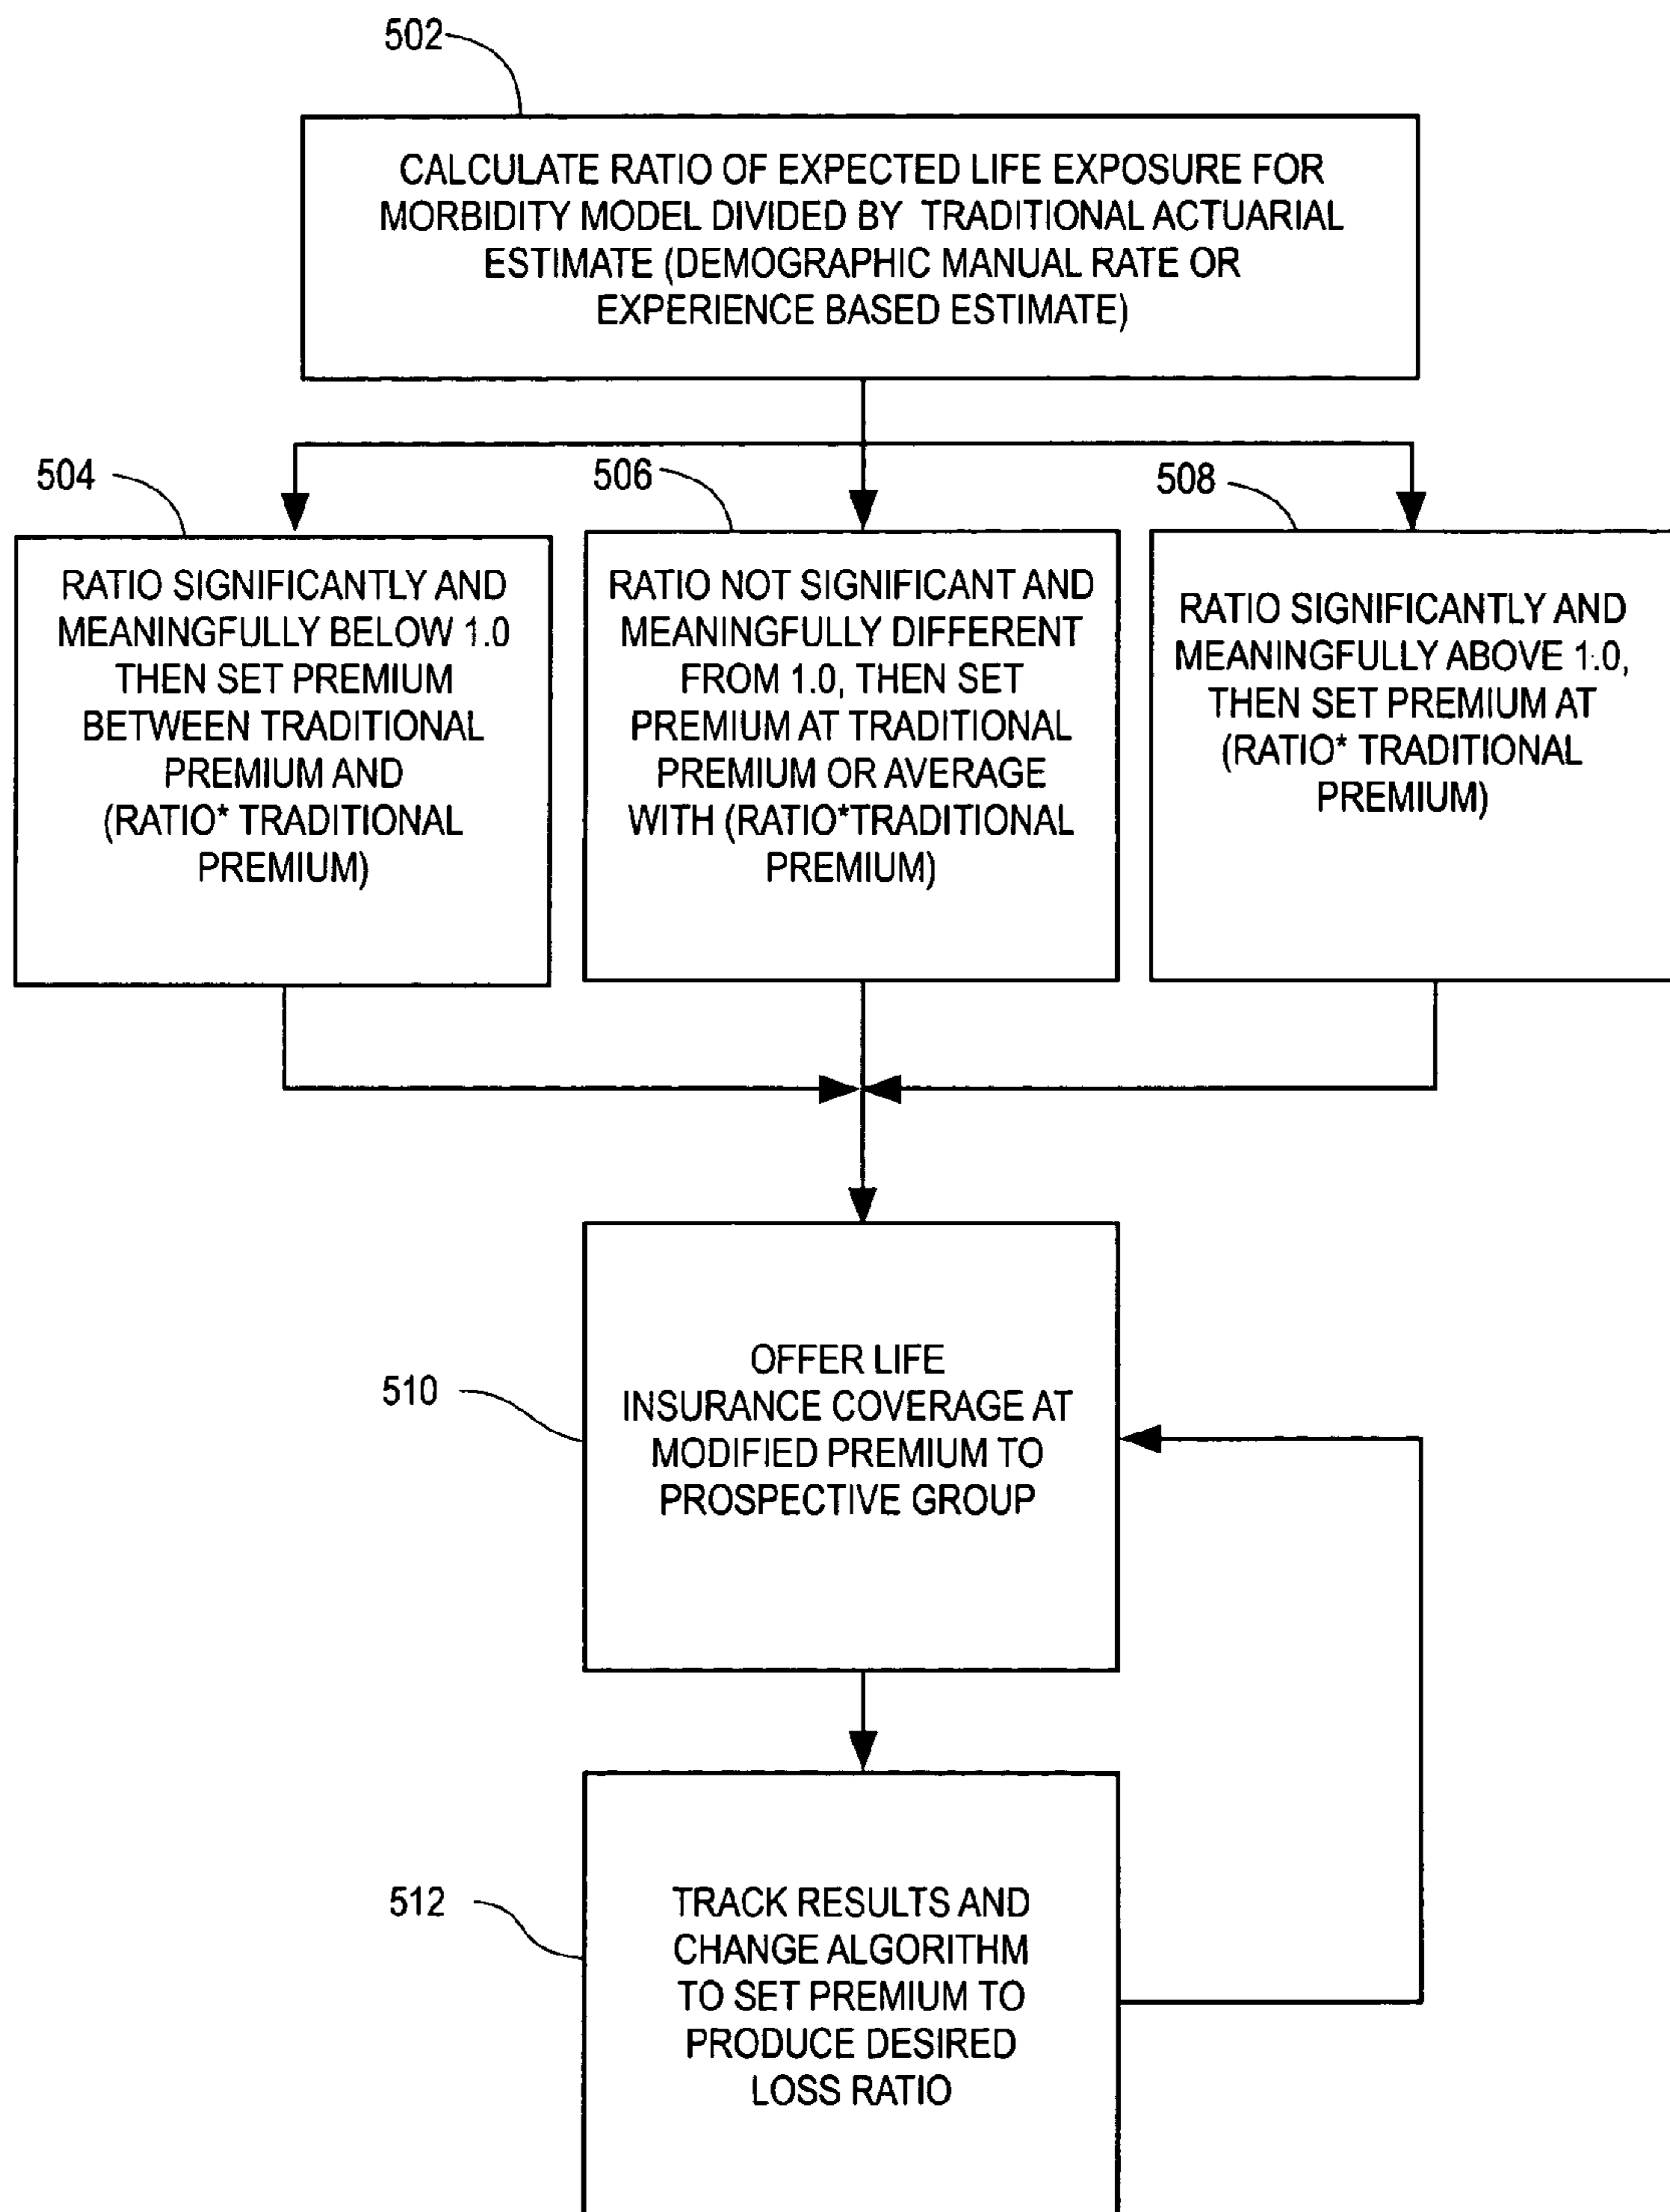 502
CALCULATE RATIO OF EXPECTED LIFE EXPOSURE FOR
MORBIDITY MODEL DIVIDED BY TRADITIONAL ACTUARIAL
ESTIMATE (DEMOGRAPHIC MANUAL RATE OR
EXPERIENCE BASED ESTIMATE)
504
RATIO SIGNIFICANTLY AND
MEANINGFULLY BELOW 1.0
THEN SET PREMIUM
BETWEEN TRADITIONAL
PREMIUM AND
(RATIO* TRADITIONAL
PREMIUM)
506
RATIO NOT SIGNIFICANT AND
MEANINGFULLY DIFFERENT
FROM 1.0, THEN SET
PREMIUM AT TRADITIONAL
PREMIUM OR AVERAGE
WITH (RATIO*TRADITIONAL
PREMIUM)
508
RATIO SIGNIFICANTLY AND
MEANINGFULLY ABOVE 1.0,
THEN SET PREMIUM AT
(RATIO* TRADITIONAL
PREMIUM)
510
OFFER LIFE
INSURANCE COVERAGE AT
MODIFIED PREMIUM TO
PROSPECTIVE GROUP
512
TRACK RESULTS AND
CHANGE ALGORITHM
TO SET PREMIUM TO
PRODUCE DESIRED
LOSS RATIO